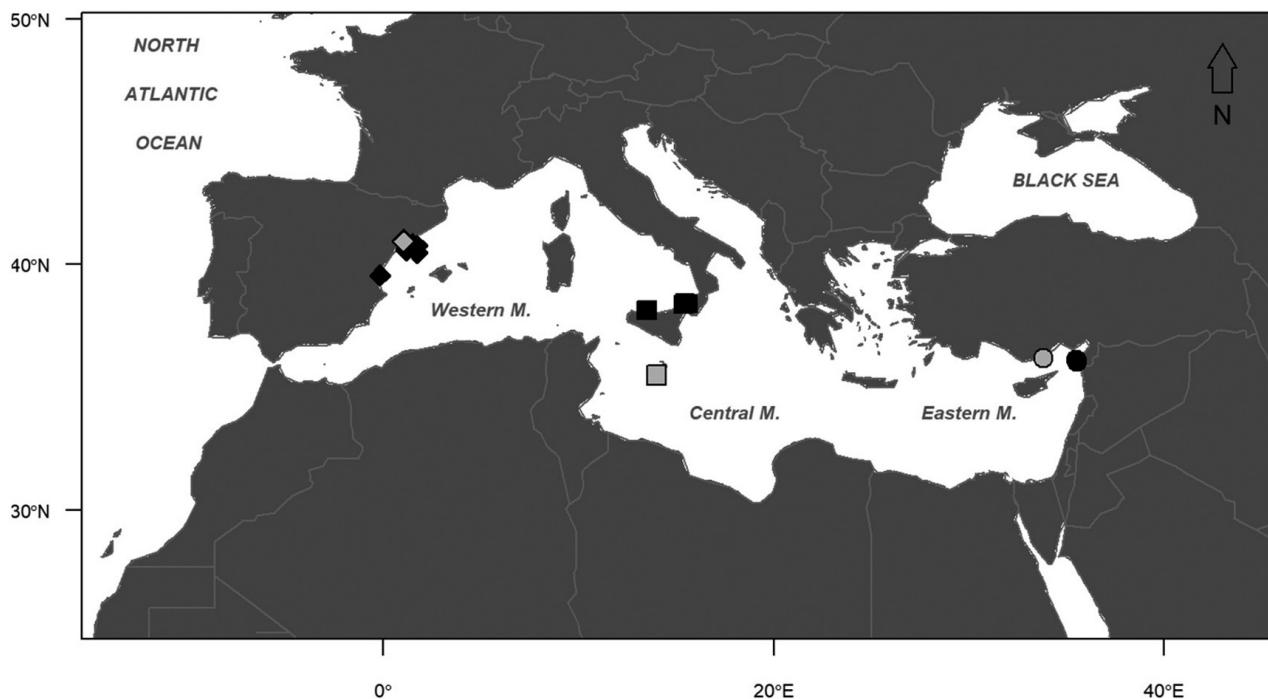 50°N
NORTH
ATLANTIC
OCEAN
N
BLACK SEA
40°N
Western M.
Central M.
Eastern M.
30°N
0°
20°E
40°E